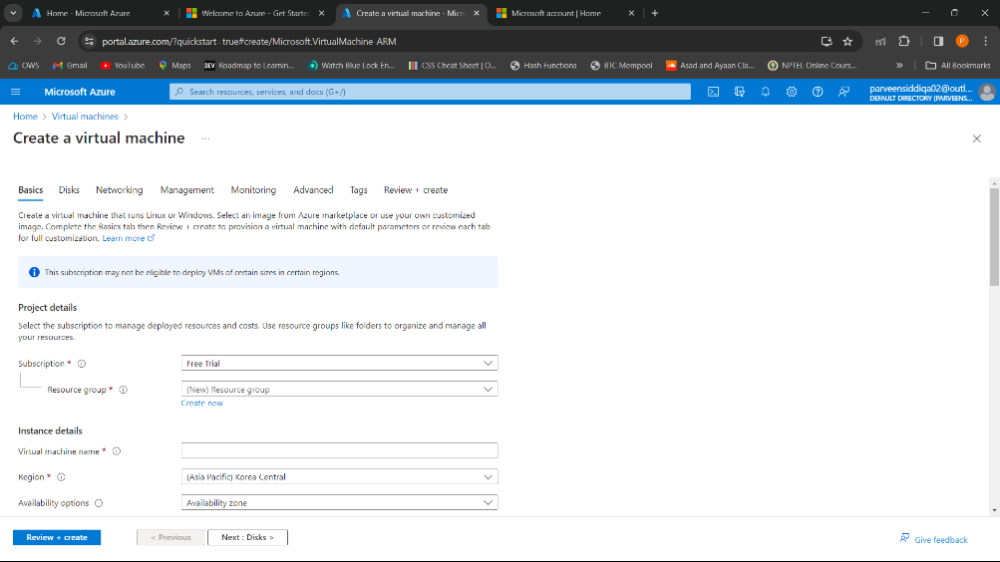 Home - Microsoft Azure
Welcome to Azure – Get Starte
Create a virtual machine - Micr
Microsoft account | Home
portal.azure.com/?quickstart=true#create/Microsoft.VirtualMachine-ARM
P
OWS
Gmail
YouTube
Maps
DEV Roadmap to Learnin...
Watch Blue Lock En...
CSS Cheat Sheet | O...
Hash Functions
BTC Mempool
Asad and Ayaan Cla...
NPTEL Online Cours...
»
All Bookmarks
Microsoft Azure
Search resources, services, and docs (G+/)
parveensiddiqa02@outl...
DEFAULT DIRECTORY (PARVEENS...
Home > Virtual machines >
Create a virtual machine ...
Basics Disks Networking Management Monitoring Advanced Tags Review + create
Create a virtual machine that runs Linux or Windows. Select an image from Azure marketplace or use your own customized
image. Complete the Basics tab then Review + create to provision a virtual machine with default parameters or review each tab
for full customization. Learn more
This subscription may not be eligible to deploy VMs of certain sizes in certain regions.
Project details
Select the subscription to manage deployed resources and costs. Use resource groups like folders to organize and manage all
your resources.
Subscription * Free Trial
Resource group * (New) Resource group
Create new
Instance details
Virtual machine name *
Region * (Asia Pacific) Korea Central
Availability options Availability zone
Review + create < Previous Next : Disks > Give feedback